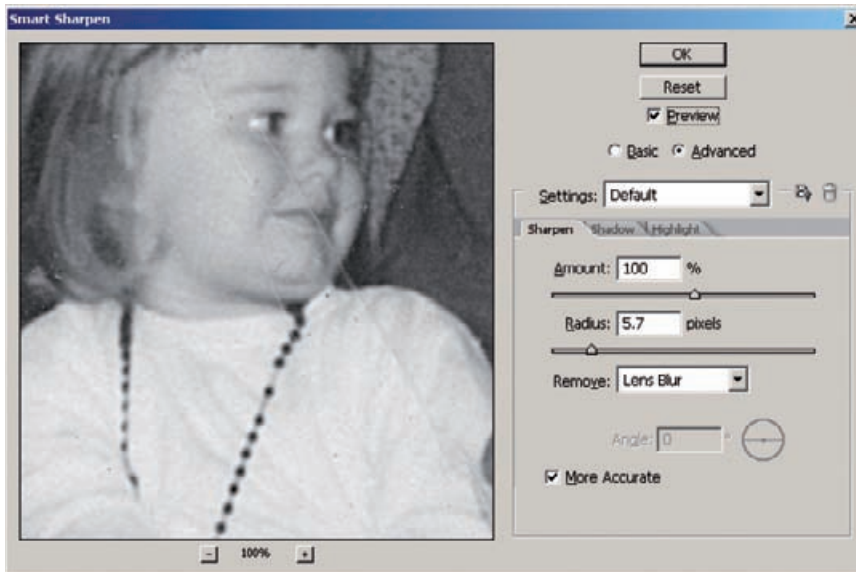 Smart Sharpen
OK
Reset
Preview
Basic Advanced
Settings: Default
Sharpen Shadow Highlight
Amount: 100 %
Radius: 5.7 pixels
Remove: Lens Blur
Angle: 0 °
More Accurate
- 100% +